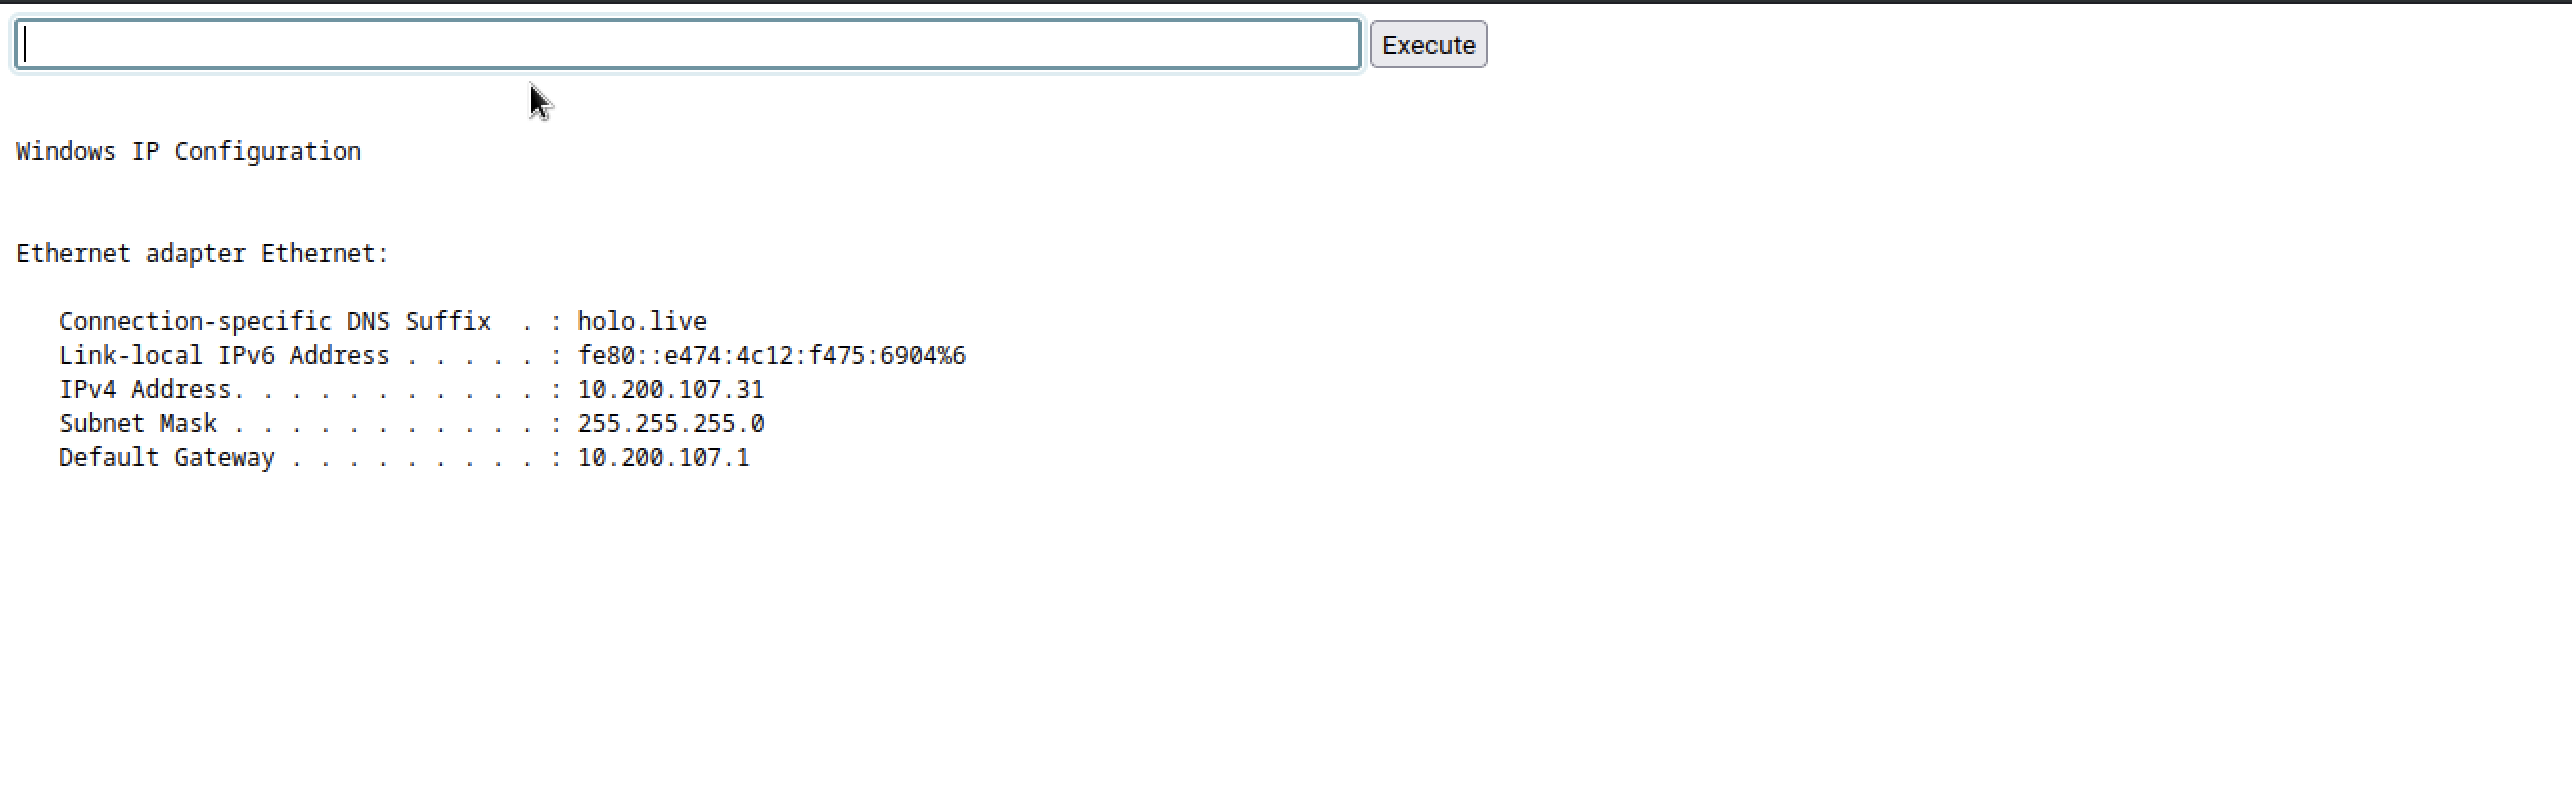 Execute
Windows IP Configuration
Ethernet adapter Ethernet:
Connection-specific DNS Suffix  . : holo.live
Link-local IPv6 Address . . . . . : fe80::e474:4c12:f475:6904%6
IPv4 Address. . . . . . . . . . . : 10.200.107.31
Subnet Mask . . . . . . . . . . . : 255.255.255.0
Default Gateway . . . . . . . . . : 10.200.107.1